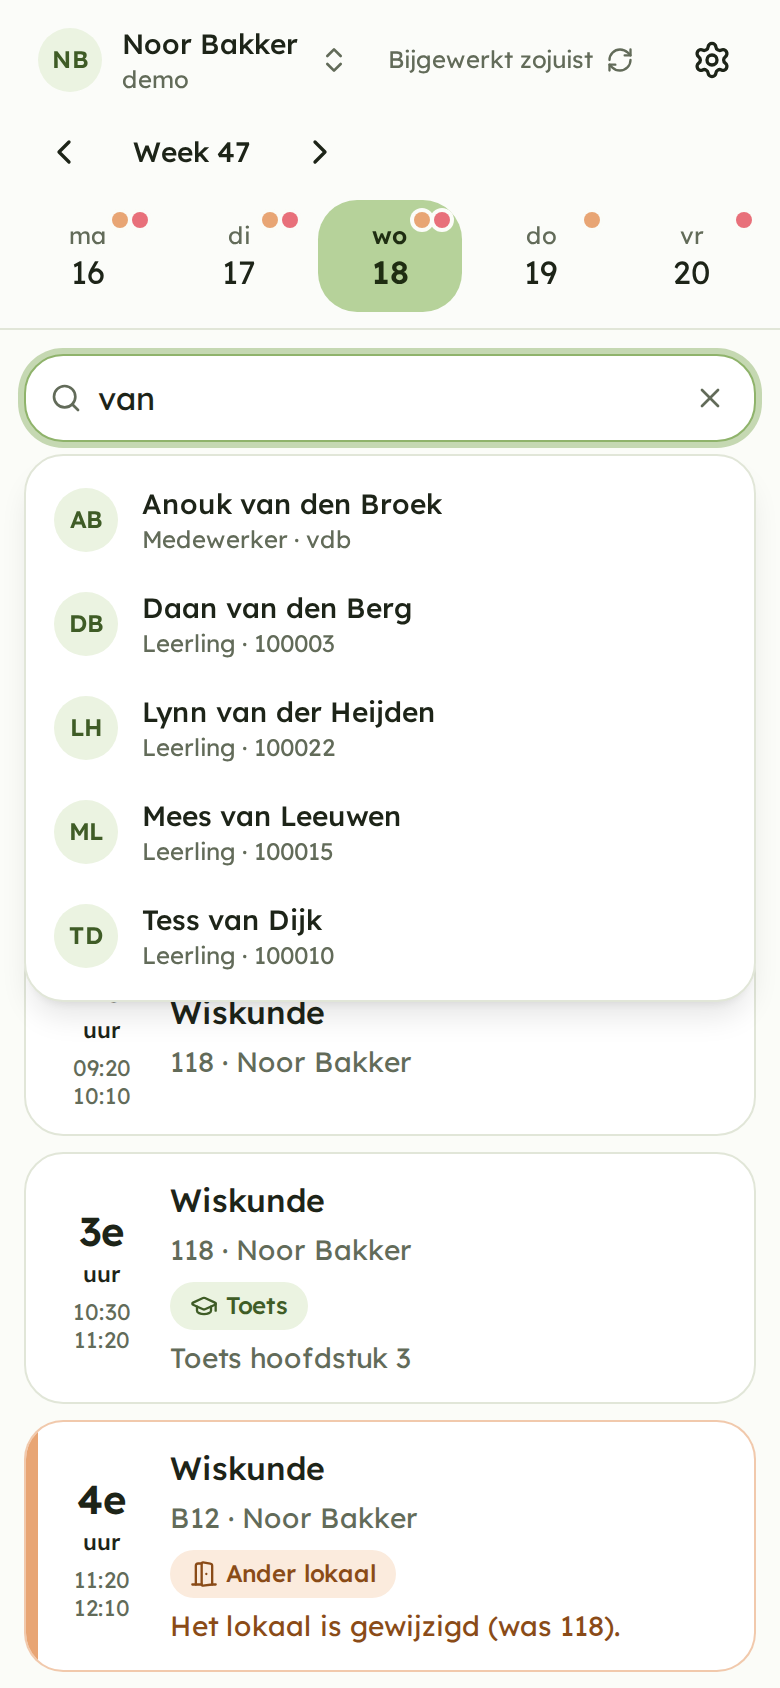 NB
Noor Bakker
demo
Bijgewerkt zojuist
Week 47
ma
16
di
17
wo
18
do
19
vr
20
van
AB
Anouk van den Broek
Medewerker · vdb
DB
Daan van den Berg
Leerling · 100003
LH
Lynn van der Heijden
Leerling · 100022
ML
Mees van Leeuwen
Leerling · 100015
TD
Tess van Dijk
Leerling · 100010
uur
09:20
10:10
Wiskunde
118 · Noor Bakker
3e
uur
10:30
11:20
Wiskunde
118 · Noor Bakker
Toets
Toets hoofdstuk 3
4e
uur
11:20
12:10
Wiskunde
B12 · Noor Bakker
Ander lokaal
Het lokaal is gewijzigd (was 118).